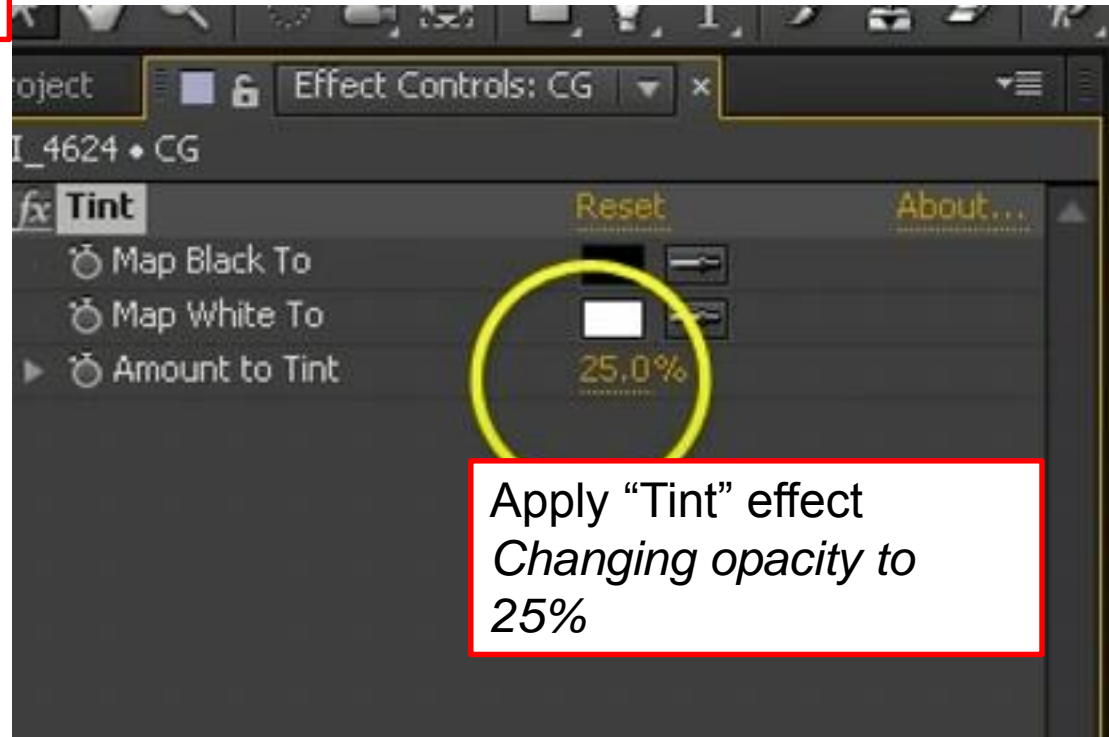 oject Effect Controls: CG
I_4624 • CG
fx Tint Reset About...
Map Black To
Map White To
Amount to Tint 25.0%
Apply “Tint” effect
Changing opacity to
25%